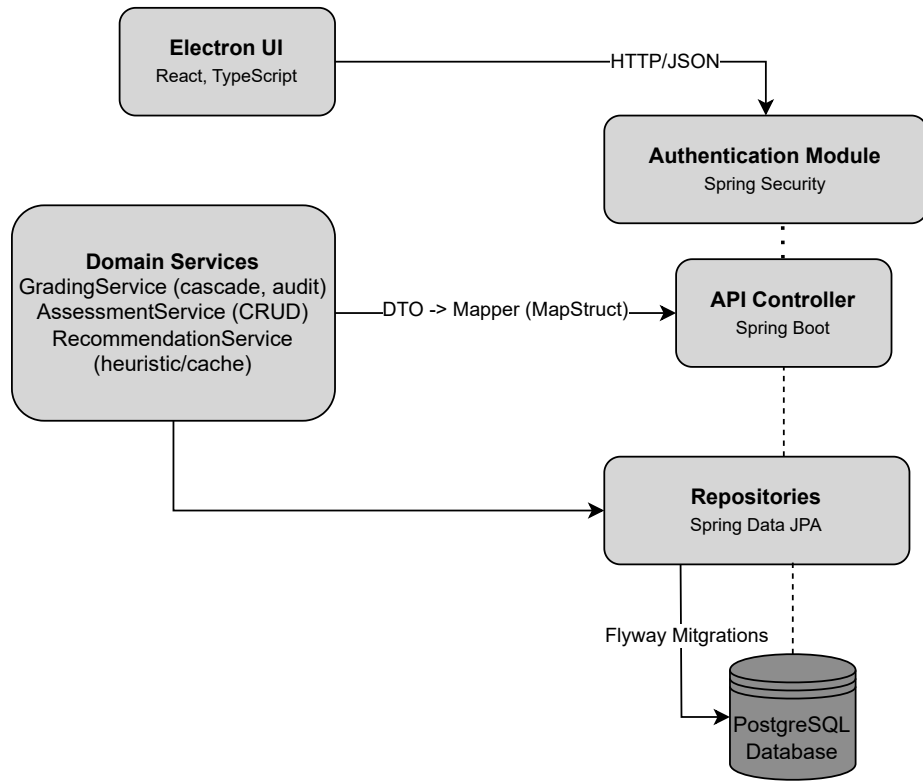 Electron UI
React, TypeScript
HTTP/JSON
Authentication Module
Spring Security
Domain Services
GradingService (cascade, audit)
AssessmentService (CRUD)
RecommendationService
(heuristic/cache)
DTO -> Mapper (MapStruct)
API Controller
Spring Boot
Repositories
Spring Data JPA
Flyway Mitgrations
PostgreSQL
Database